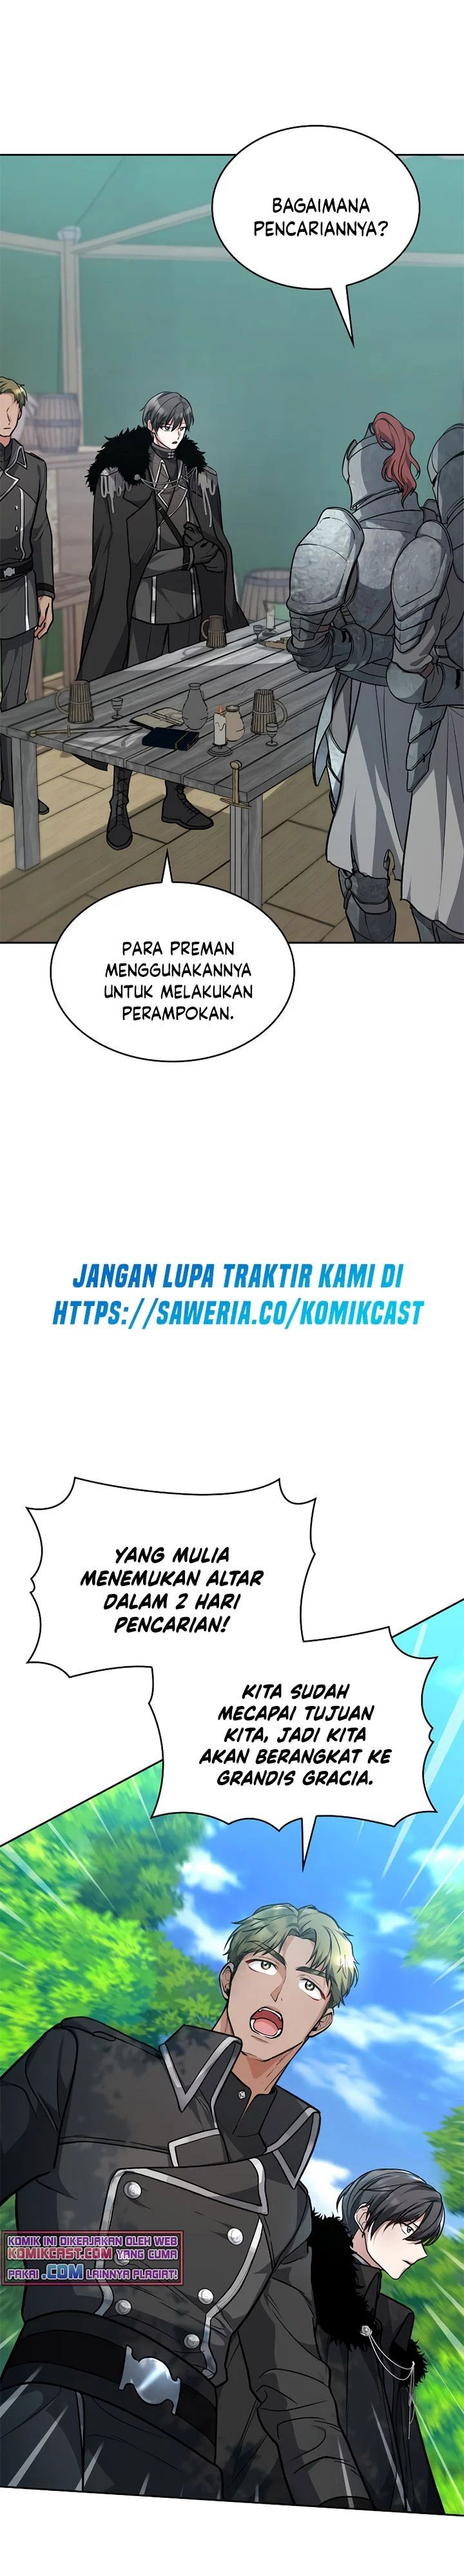 BAGAIMANA
PENCARIANNYA?
PARA PREMAN
MENGGUNAKANNYA
UNTUK MELAKUKAN
PERAMPOKAN.
JANGAN LUPA TRAKTIR KAMI DI
HTTPS://SAWERIA.CO/KOMIKCAST
YANG MULIA
MENEMUKAN ALTAR
DALAM 2 HARI
PENCARIAN!
KITA SUDAH
MECAPAI TUJUAN
KITA, JADI KITA
AKAN BERANGKAT KE
GRANDIS GRACIA.
KOMIK INI DIKERJAKAN OLEH WEB
KOMIKCAST.COM YANG CUMA
PAKAI .COM LAINNYA PLAGIAT!